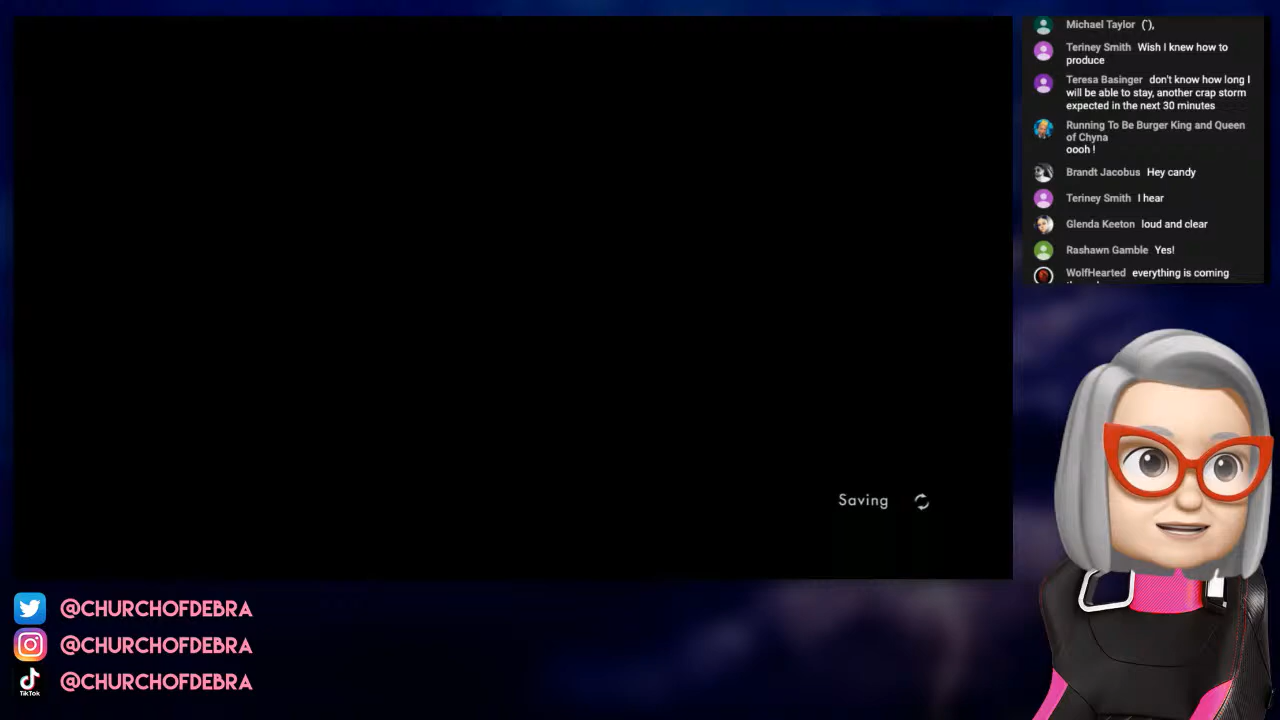 Michael Taylor (`),
Teriney Smith Wish I knew how to
produce
Teresa Basinger don't know how long I
will be able to stay, another crap storm
expected in the next 30 minutes
Running To Be Burger King and Queen
of Chyna
oooh !
Brandt Jacobus Hey candy
Teriney Smith I hear
Glenda Keeton loud and clear
Rashawn Gamble Yes!
WolfHearted everything is coming
Saving
@CHURCHOFDEBRA
@CHURCHOFDEBRA
TikTok
@CHURCHOFDEBRA